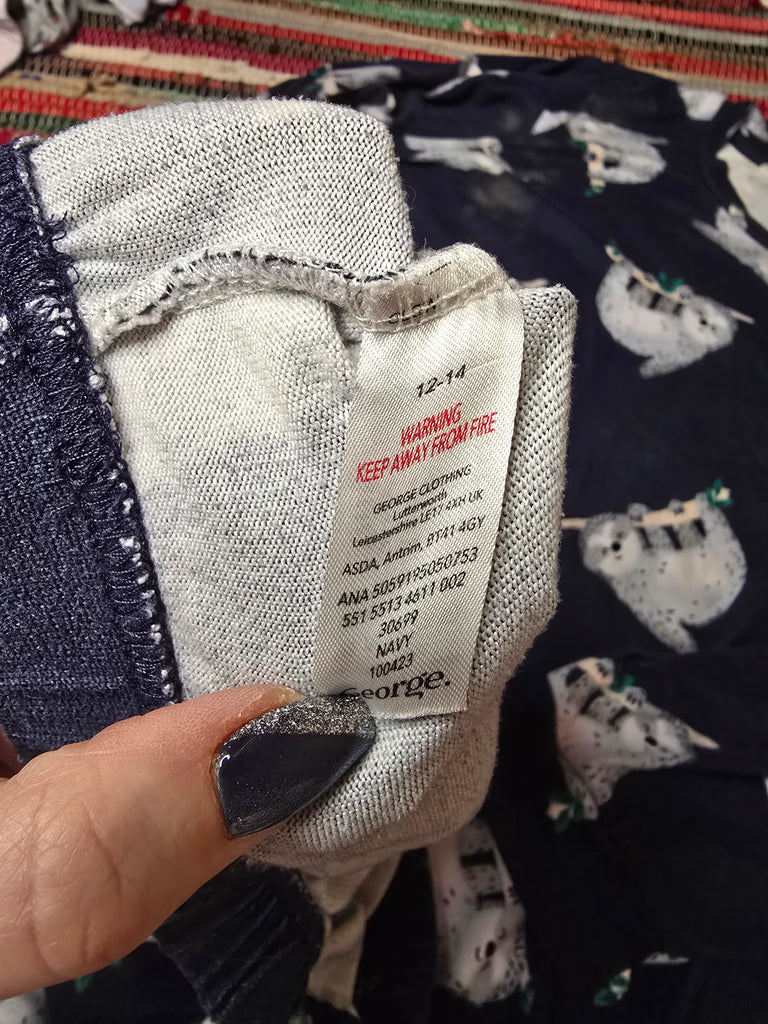 12-14
WARNING
KEEP AWAY FROM FIRE
GEORGE CLOTHING
Lutterworth
Leicestershire LE17 4XH UK
ASDA, Antrim, BT41 4GY
ANA 5059195050753
551 5513 4611 002
30699
NAVY
100423
George.